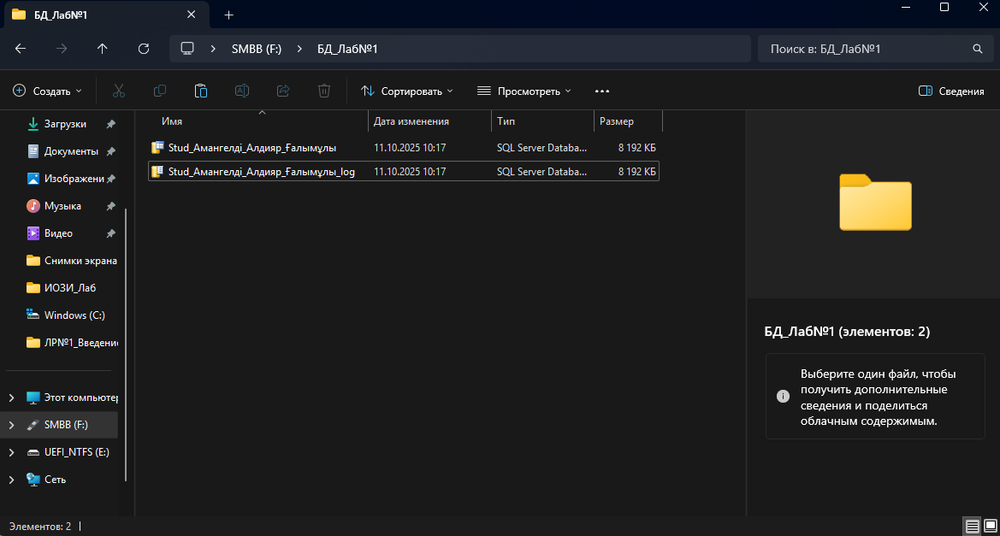 БД_Лаб№1
SMBB (F:) БД_Лаб№1 Поиск в: БД_Лаб№1
Создать Сортировать Просмотреть Сведения
Имя Дата изменения Тип Размер
Stud_Амангелді_Алдияр_Ғалымұлы 11.10.2025 10:17 SQL Server Databa... 8 192 КБ
Stud_Амангелді_Алдияр_Ғалымұлы_log 11.10.2025 10:17 SQL Server Databa... 8 192 КБ
Загрузки
Документы
Изображени
Музыка
Видео
Снимки экрана
ИОЗИ_Лаб
Windows (C:)
ЛР№1_Введени
Этот компьютер
SMBB (F:)
UEFI_NTFS (E:)
Сеть
БД_Лаб№1 (элементов: 2)
Выберите один файл, чтобы
получить дополнительные
сведения и поделиться
облачным содержимым.
Элементов: 2